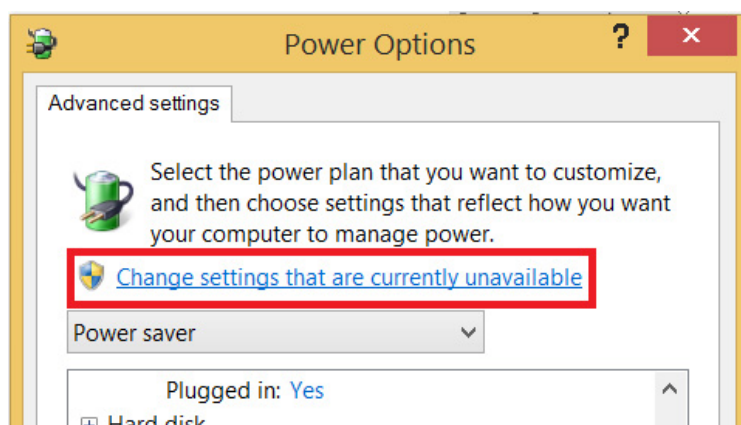 Power Options
?
Advanced settings
Select the power plan that you want to customize,
and then choose settings that reflect how you want
your computer to manage power.
Change settings that are currently unavailable
Power saver
Plugged in: Yes
Hard disk